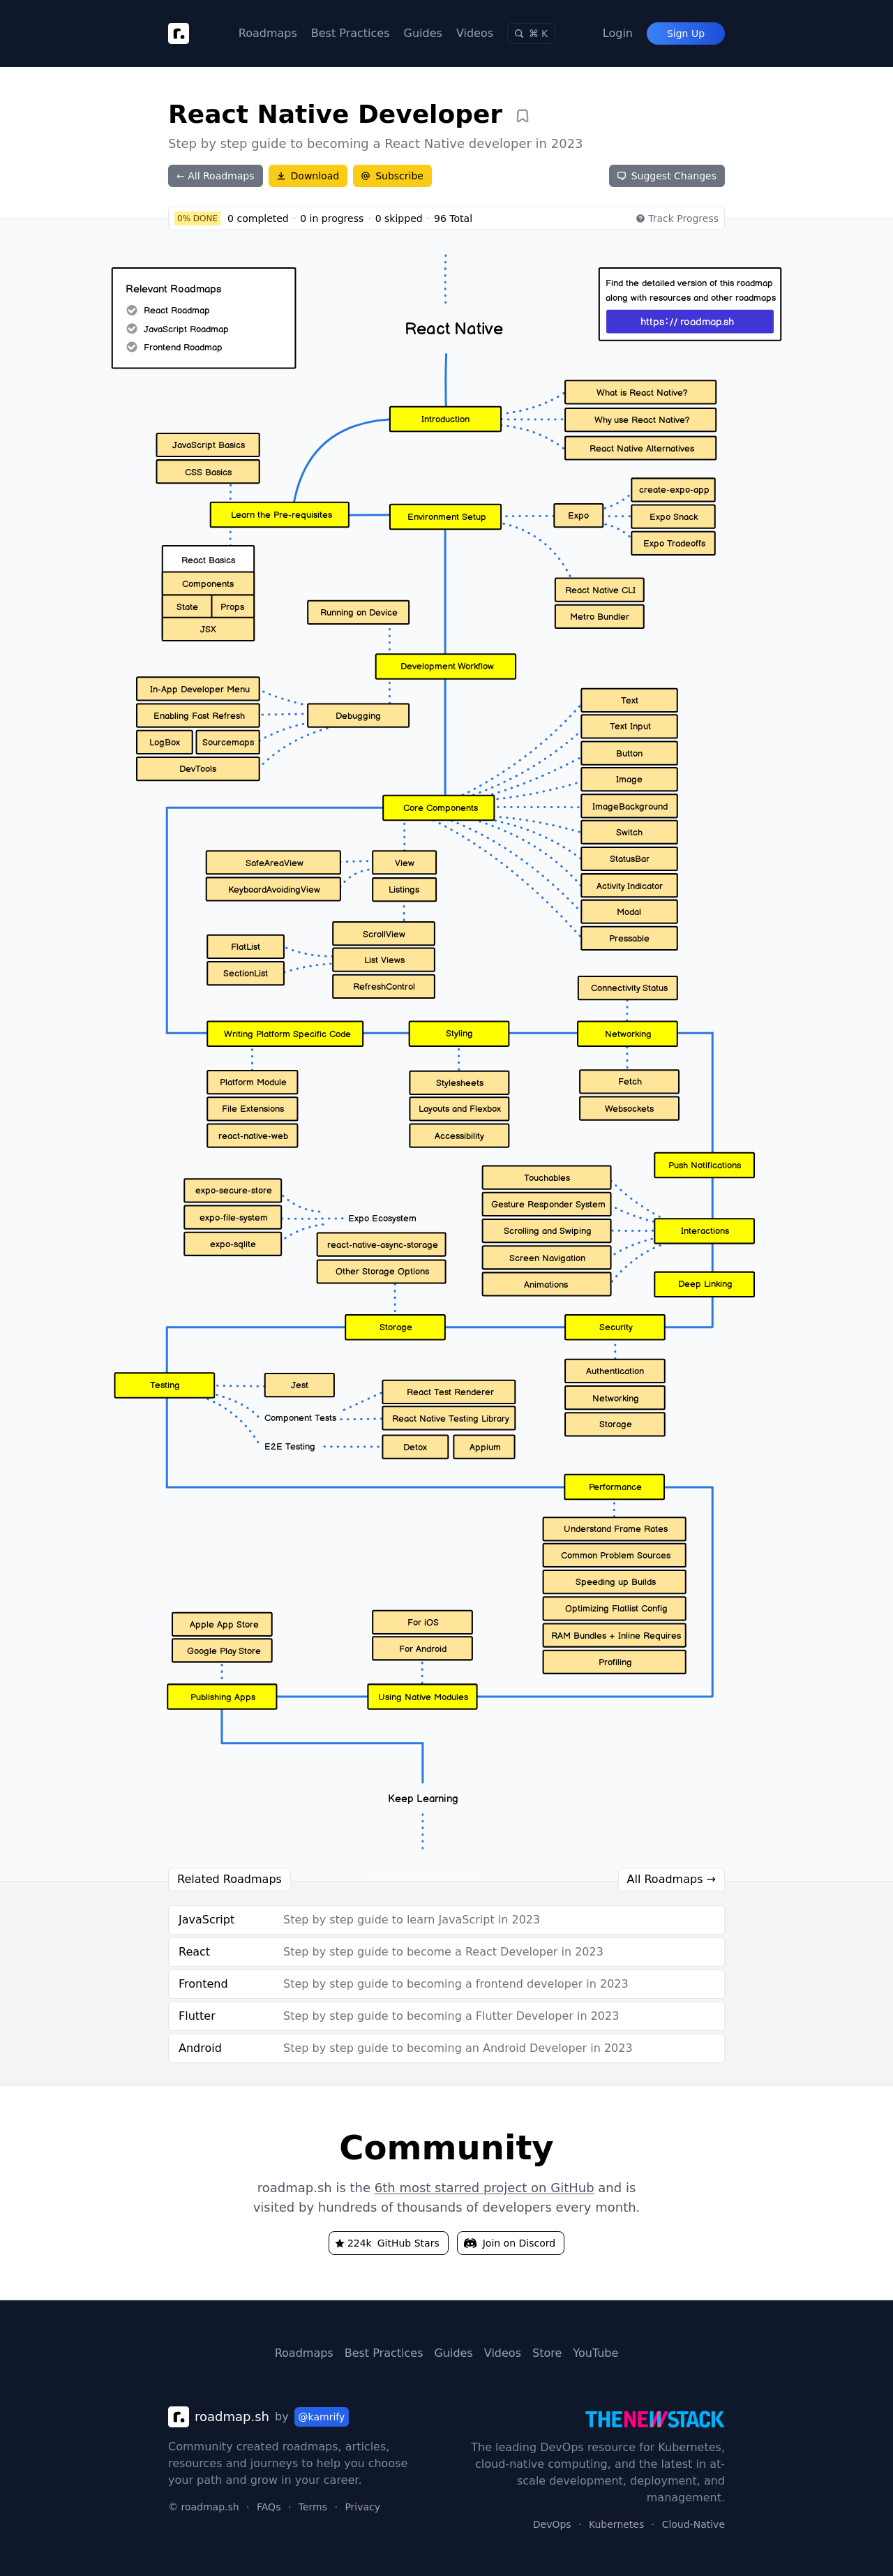 Roadmaps Best Practices Guides Videos ⌘ K Login Sign Up
React Native Developer
Step by step guide to becoming a React Native developer in 2023
← All Roadmaps Download Subscribe Suggest Changes
0% DONE 0 completed · 0 in progress · 0 skipped · 96 Total Track Progress
Relevant Roadmaps
React Roadmap
JavaScript Roadmap
Frontend Roadmap
Find the detailed version of this roadmap
along with resources and other roadmaps
https://roadmap.sh
React Native
Introduction
What is React Native?
Why use React Native?
React Native Alternatives
JavaScript Basics
CSS Basics
Learn the Pre-requisites
Environment Setup
Expo
create-expo-app
Expo Snack
Expo Tradeoffs
React Basics
Components
State Props
JSX
React Native CLI
Metro Bundler
Running on Device
Development Workflow
In-App Developer Menu
Enabling Fast Refresh
LogBox Sourcemaps
DevTools
Debugging
Text
Text Input
Button
Image
ImageBackground
Switch
StatusBar
Activity Indicator
Modal
Pressable
Core Components
SafeAreaView
KeyboardAvoidingView
View
Listings
ScrollView
List Views
RefreshControl
FlatList
SectionList
Connectivity Status
Writing Platform Specific Code
Styling
Networking
Platform Module
File Extensions
react-native-web
Stylesheets
Layouts and Flexbox
Accessibility
Fetch
Websockets
Push Notifications
Touchables
Gesture Responder System
Scrolling and Swiping
Screen Navigation
Animations
Interactions
Deep Linking
expo-secure-store
expo-file-system
expo-sqlite
Expo Ecosystem
react-native-async-storage
Other Storage Options
Storage
Security
Authentication
Networking
Storage
Testing
Jest
Component Tests
E2E Testing
React Test Renderer
React Native Testing Library
Detox Appium
Performance
Understand Frame Rates
Common Problem Sources
Speeding up Builds
Optimizing Flatlist Config
RAM Bundles + Inline Requires
Profiling
Apple App Store
Google Play Store
For iOS
For Android
Publishing Apps
Using Native Modules
Keep Learning
Related Roadmaps All Roadmaps →
JavaScript Step by step guide to learn JavaScript in 2023
React Step by step guide to become a React Developer in 2023
Frontend Step by step guide to becoming a frontend developer in 2023
Flutter Step by step guide to becoming a Flutter Developer in 2023
Android Step by step guide to becoming an Android Developer in 2023
Community
roadmap.sh is the 6th most starred project on GitHub and is
visited by hundreds of thousands of developers every month.
224k GitHub Stars Join on Discord
Roadmaps Best Practices Guides Videos Store YouTube
roadmap.sh by @kamrify
Community created roadmaps, articles,
resources and journeys to help you choose
your path and grow in your career.
© roadmap.sh · FAQs · Terms · Privacy
THENEWSTACK
The leading DevOps resource for Kubernetes,
cloud-native computing, and the latest in at-
scale development, deployment, and
management.
DevOps · Kubernetes · Cloud-Native